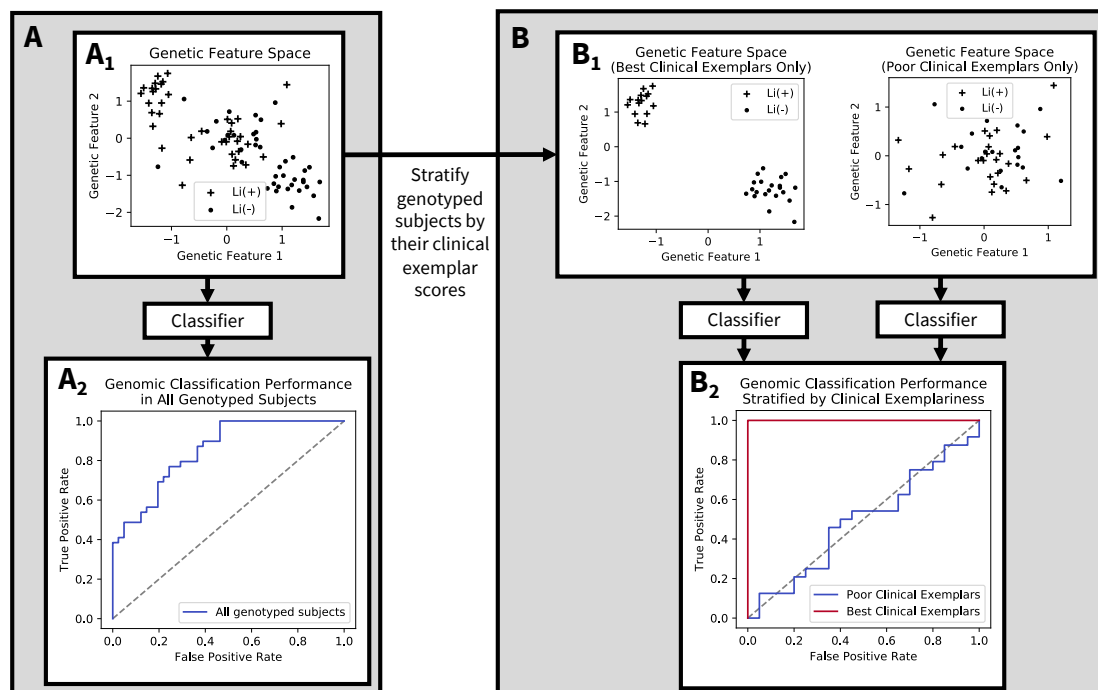 A
A1
Genetic Feature Space
Genetic Feature 2
1
0
−1
−2
Li(+)
Li(-)
−1
0
1
Genetic Feature 1
Classifier
A2
Genomic Classification Performance
in All Genotyped Subjects
True Positive Rate
1.0
0.8
0.6
0.4
0.2
0.0
All genotyped subjects
0.0
0.2
0.4
0.6
0.8
1.0
False Positive Rate
Stratify
genotyped
subjects by
their clinical
exemplar
scores
B
B1
Genetic Feature Space
(Best Clinical Exemplars Only)
Genetic Feature 2
1
0
−1
−2
Li(+)
Li(-)
−1
0
1
Genetic Feature 1
Genetic Feature Space
(Poor Clinical Exemplars Only)
Genetic Feature 2
1
0
−1
Li(+)
Li(-)
−1
0
1
Genetic Feature 1
Classifier
Classifier
B2
Genomic Classification Performance
Stratified by Clinical Exemplariness
True Positive Rate
1.0
0.8
0.6
0.4
0.2
0.0
Poor Clinical Exemplars
Best Clinical Exemplars
0.0
0.2
0.4
0.6
0.8
1.0
False Positive Rate